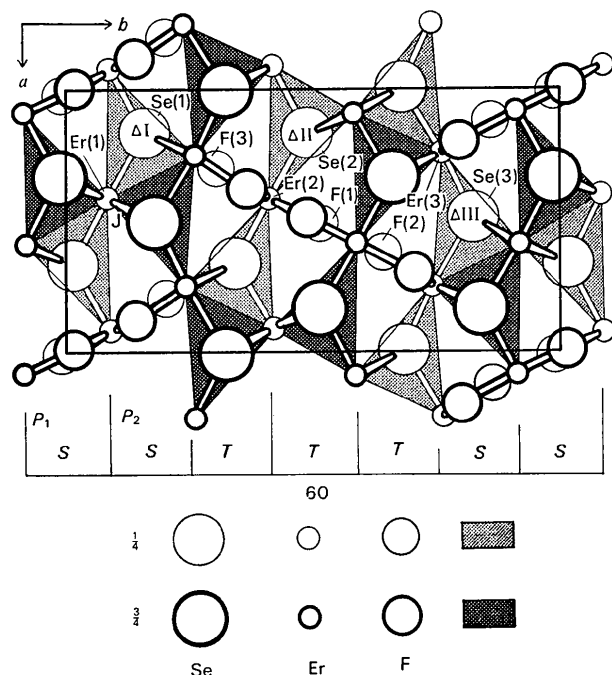 b
a
Se(1)
ΔI
F(3)
ΔII
Er(1)
Se(2)
Se(3)
Er(2)
Er(3)
F(1)
ΔIII
J
F(2)
P₁ P₂
S S T T T S S
60
1/4
3/4
Se Er F